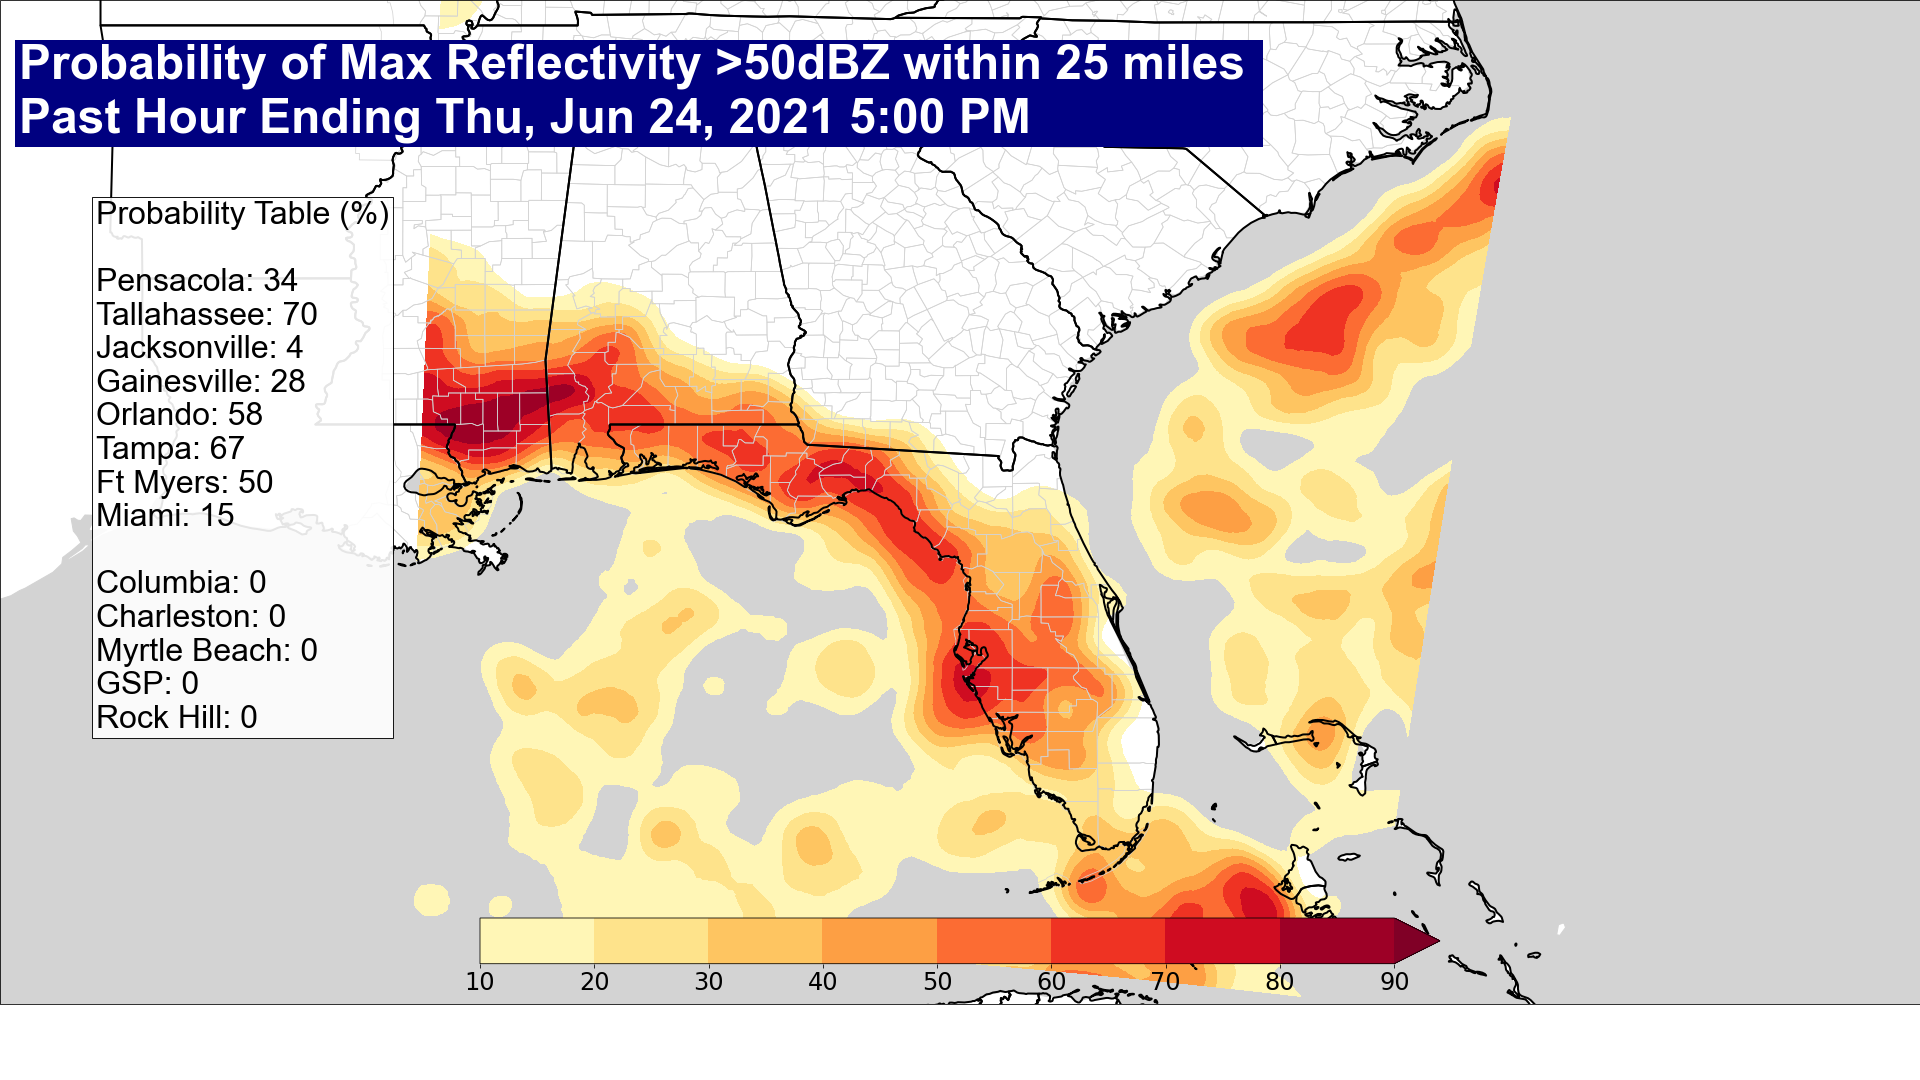 Probability of Max Reflectivity >50dBZ within 25 miles
Past Hour Ending Thu, Jun 24, 2021 5:00 PM
Probability Table (%)
Pensacola: 34
Tallahassee: 70
Jacksonville: 4
Gainesville: 28
Orlando: 58
Tampa: 67
Ft Myers: 50
Miami: 15
Columbia: 0
Charleston: 0
Myrtle Beach: 0
GSP: 0
Rock Hill: 0
10 20 30 40 50 60 70 80 90